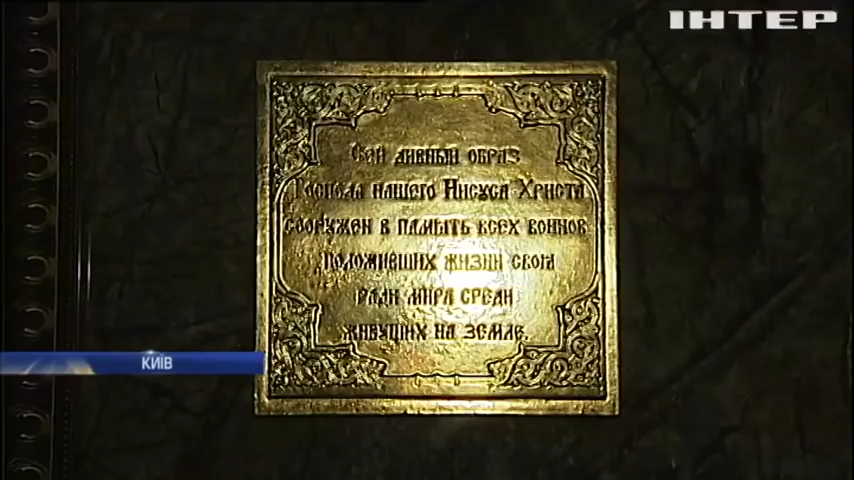 ІНТЕР
Сей дивный образ
Господа нашего Иисуса Христа
сооружен в память всех воинов
положивших жизни свои
ради мира среди
живущих на земле.
КИЇВ